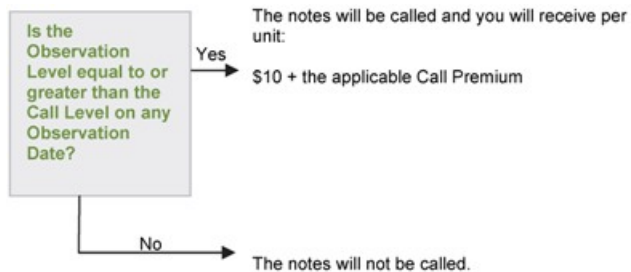 Is the
Observation
Level equal to or
greater than the
Call Level on any
Observation
Date?
Yes
The notes will be called and you will receive per
unit:
$10 + the applicable Call Premium
No
The notes will not be called.